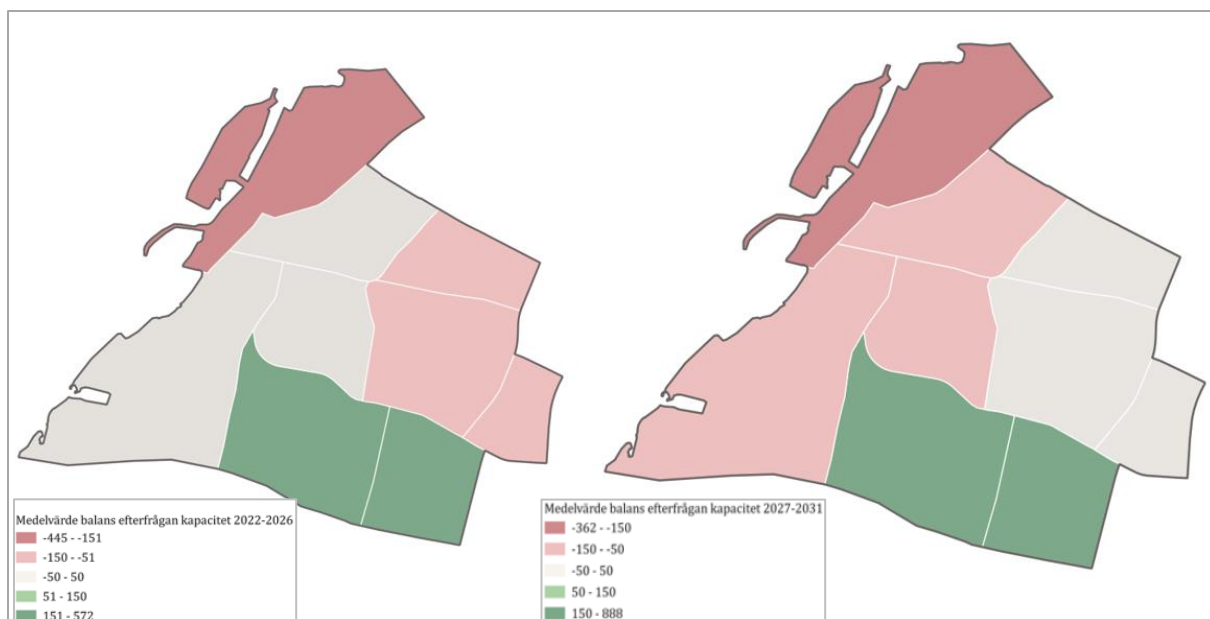 Medelvärde balans efterfrågan kapacitet 2022-2026
-445 - -151
-150 - -51
-50 - 50
51 - 150
151 - 572
Medelvärde balans efterfrågan kapacitet 2027-2031
-362 - -150
-150 - -50
-50 - 50
50 - 150
150 - 888